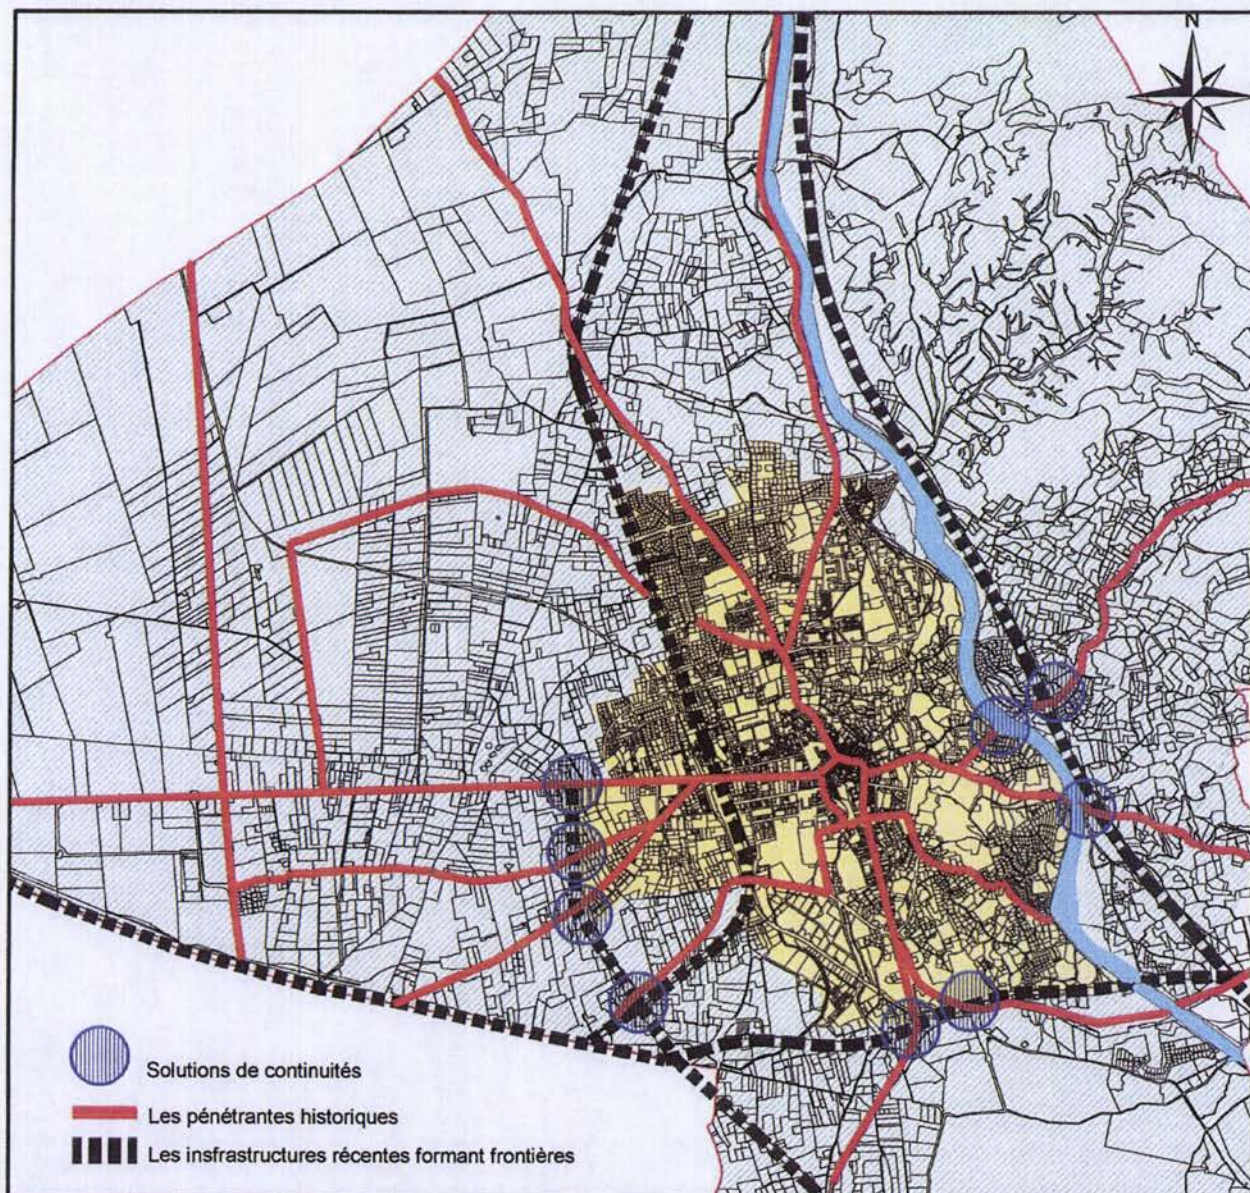 N
Solutions de continuités
Les pénétrantes historiques
Les insfrastructures récentes formant frontières